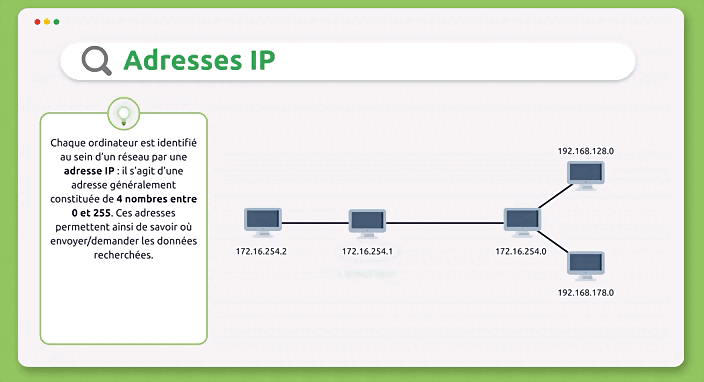 Adresses IP
Chaque ordinateur est identifié
au sein d'un réseau par une
adresse IP : il s'agit d'une
adresse généralement
constituée de 4 nombres entre
0 et 255. Ces adresses
permettent ainsi de savoir où
envoyer/demander les données
recherchées.
192.168.128.0
172.16.254.2
172.16.254.1
172.16.254.0
192.168.178.0